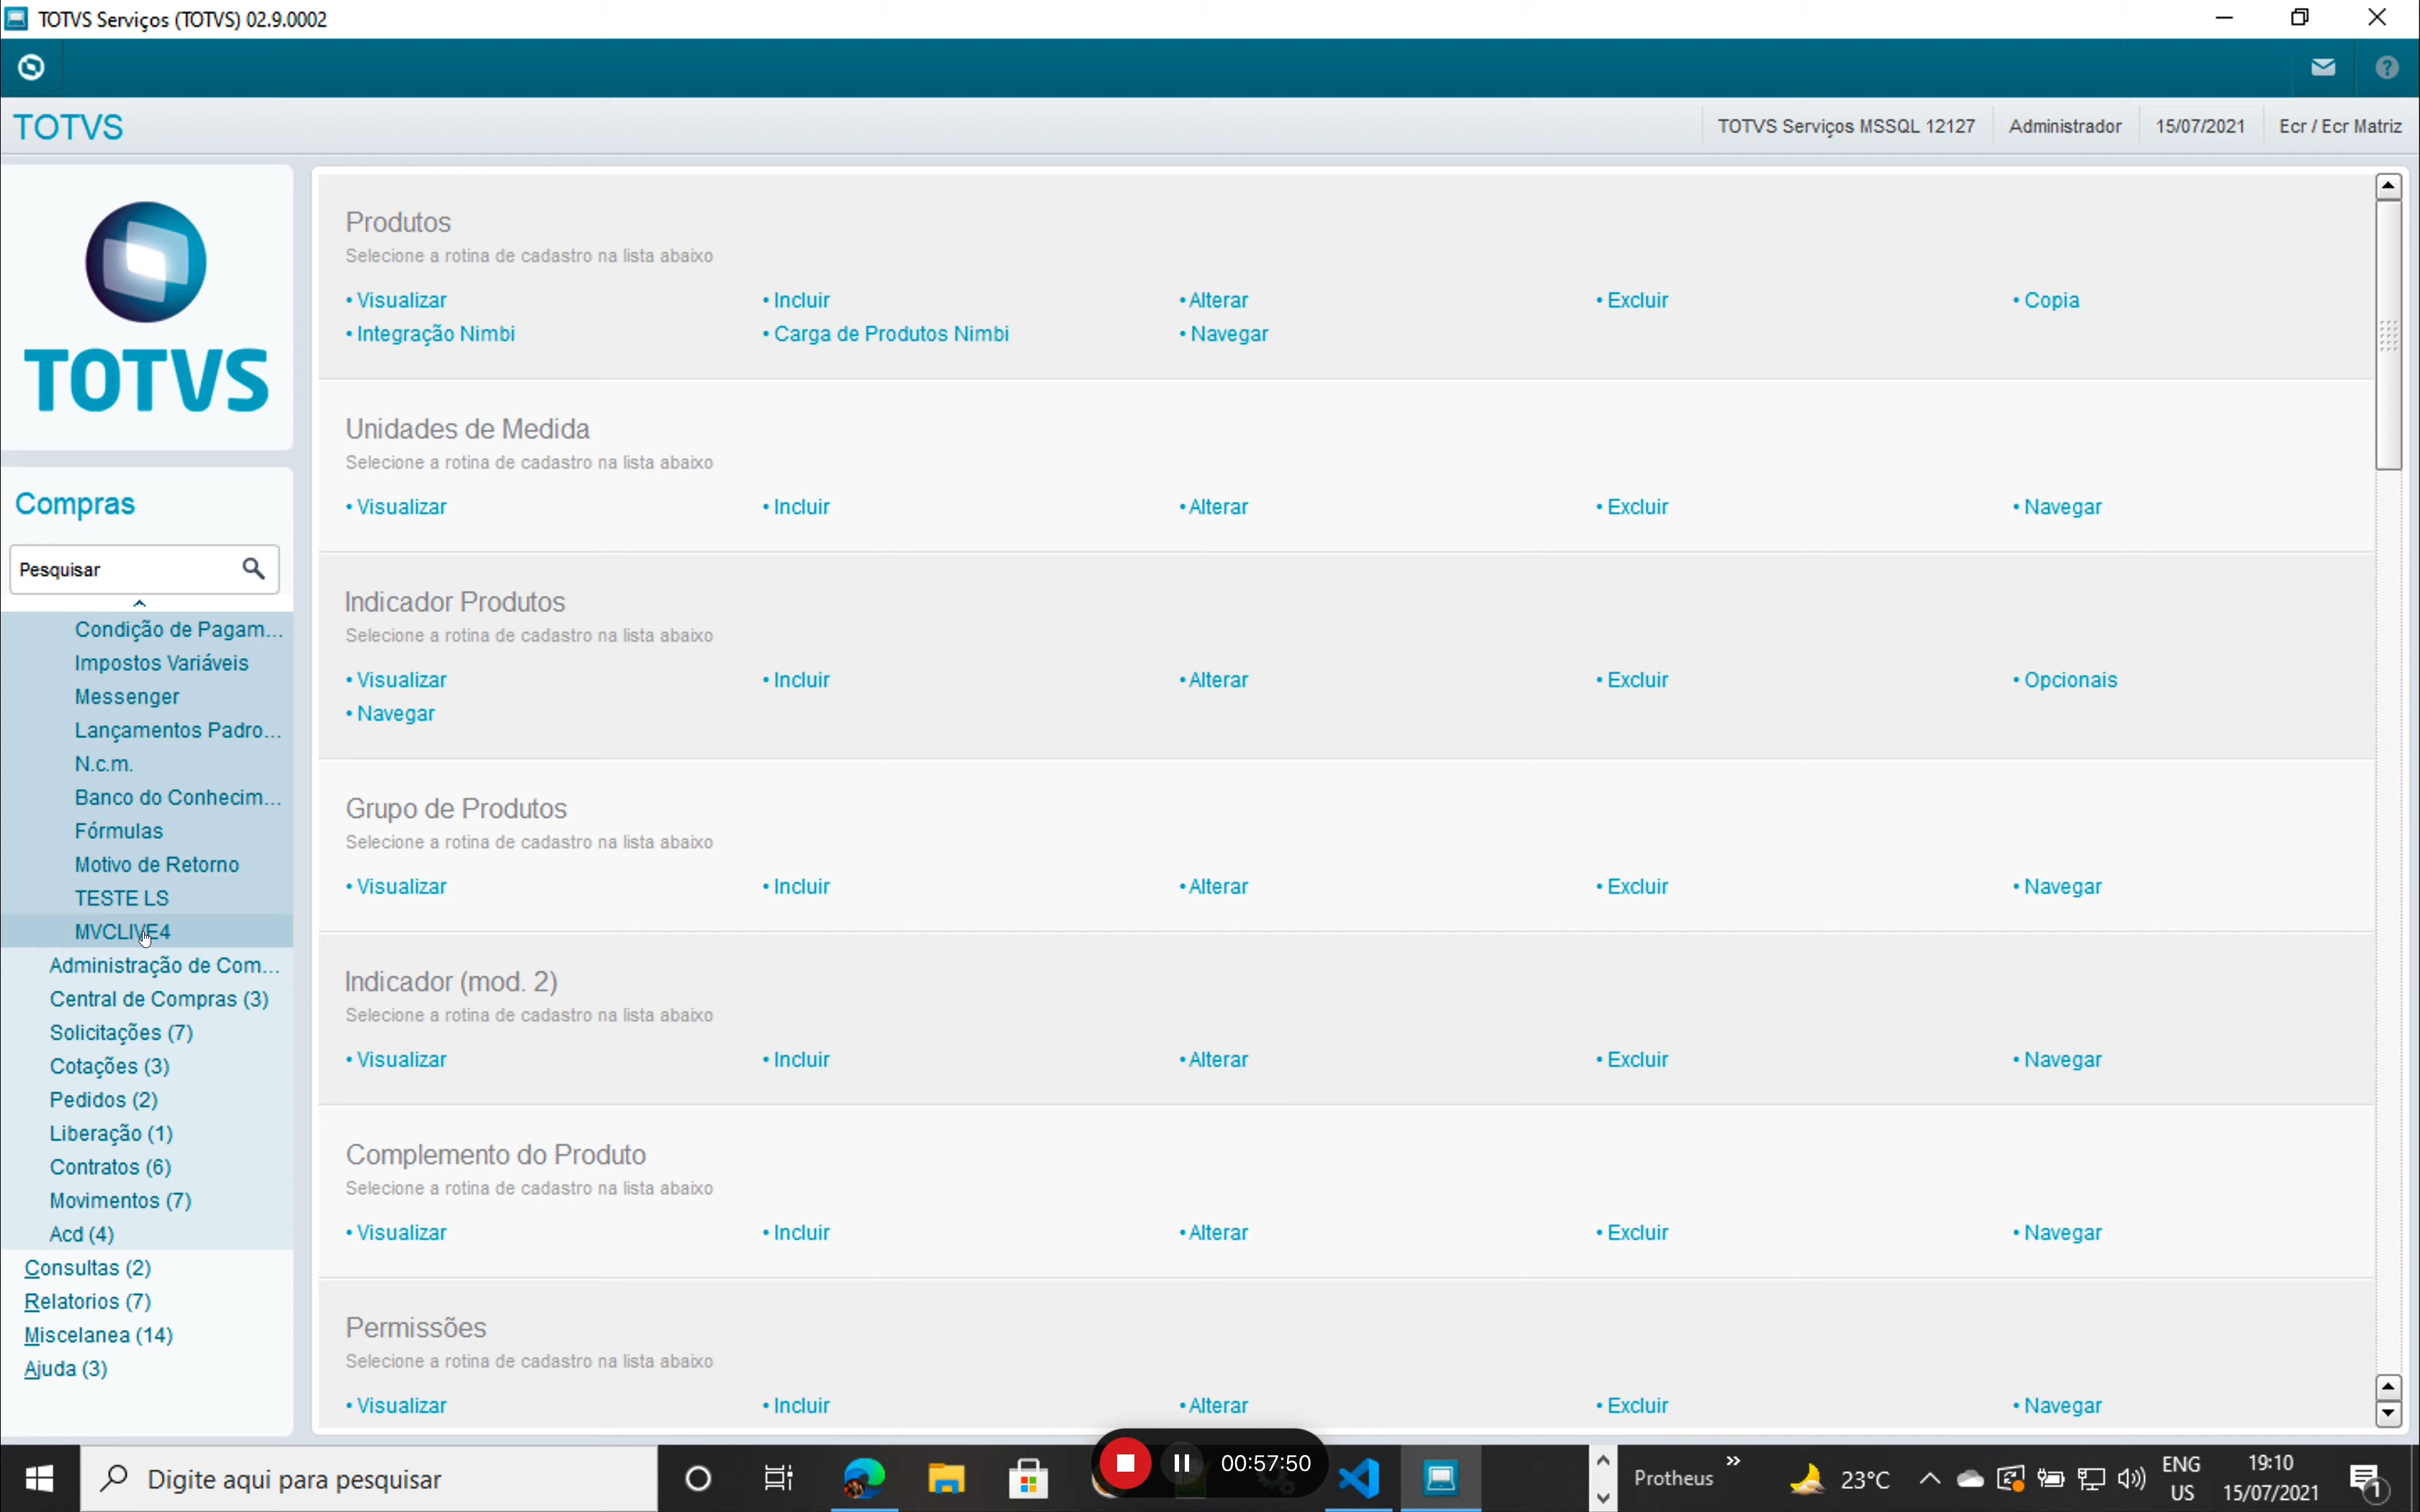 TOTVS Serviços (TOTVS) 02.9.0002
TOTVS
TOTVS Serviços MSSQL 12127 Administrador 15/07/2021 Ecr / Ecr Matriz
TOTVS
Compras
Pesquisar
Condição de Pagam...
Impostos Variáveis
Messenger
Lançamentos Padro...
N.c.m.
Banco do Conhecim...
Fórmulas
Motivo de Retorno
TESTE LS
MVCLIVE4
Administração de Com...
Central de Compras (3)
Solicitações (7)
Cotações (3)
Pedidos (2)
Liberação (1)
Contratos (6)
Movimentos (7)
Acd (4)
Consultas (2)
Relatorios (7)
Miscelanea (14)
Ajuda (3)
Produtos
Selecione a rotina de cadastro na lista abaixo
• Visualizar • Incluir • Alterar • Excluir • Copia
• Integração Nimbi • Carga de Produtos Nimbi • Navegar
Unidades de Medida
Selecione a rotina de cadastro na lista abaixo
• Visualizar • Incluir • Alterar • Excluir • Navegar
Indicador Produtos
Selecione a rotina de cadastro na lista abaixo
• Visualizar • Incluir • Alterar • Excluir • Opcionais
• Navegar
Grupo de Produtos
Selecione a rotina de cadastro na lista abaixo
• Visualizar • Incluir • Alterar • Excluir • Navegar
Indicador (mod. 2)
Selecione a rotina de cadastro na lista abaixo
• Visualizar • Incluir • Alterar • Excluir • Navegar
Complemento do Produto
Selecione a rotina de cadastro na lista abaixo
• Visualizar • Incluir • Alterar • Excluir • Navegar
Permissões
Selecione a rotina de cadastro na lista abaixo
• Visualizar • Incluir • Alterar • Excluir • Navegar
Digite aqui para pesquisar
00:57:50
Protheus
23°C
ENG
US
19:10
15/07/2021
1